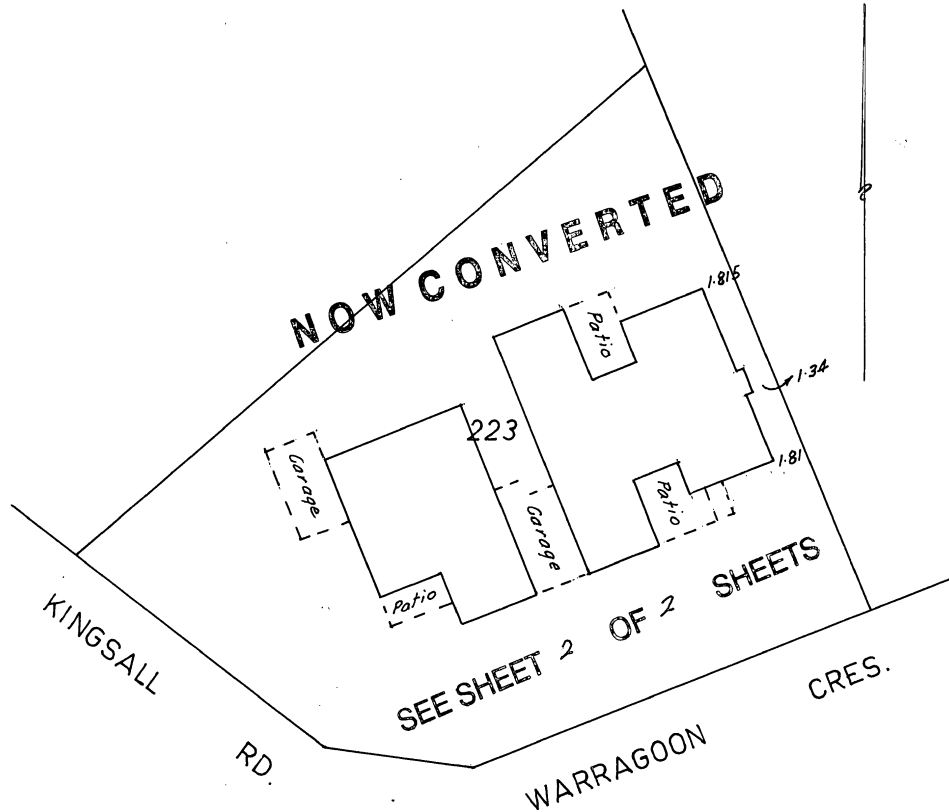 NOW CONVERTED
1·815
Patio
1·34
223
1·81
Garage
Garage
Patio
Patio
SEE SHEET 2 OF 2 SHEETS
KINGSALL RD.
WARRAGOON CRES.